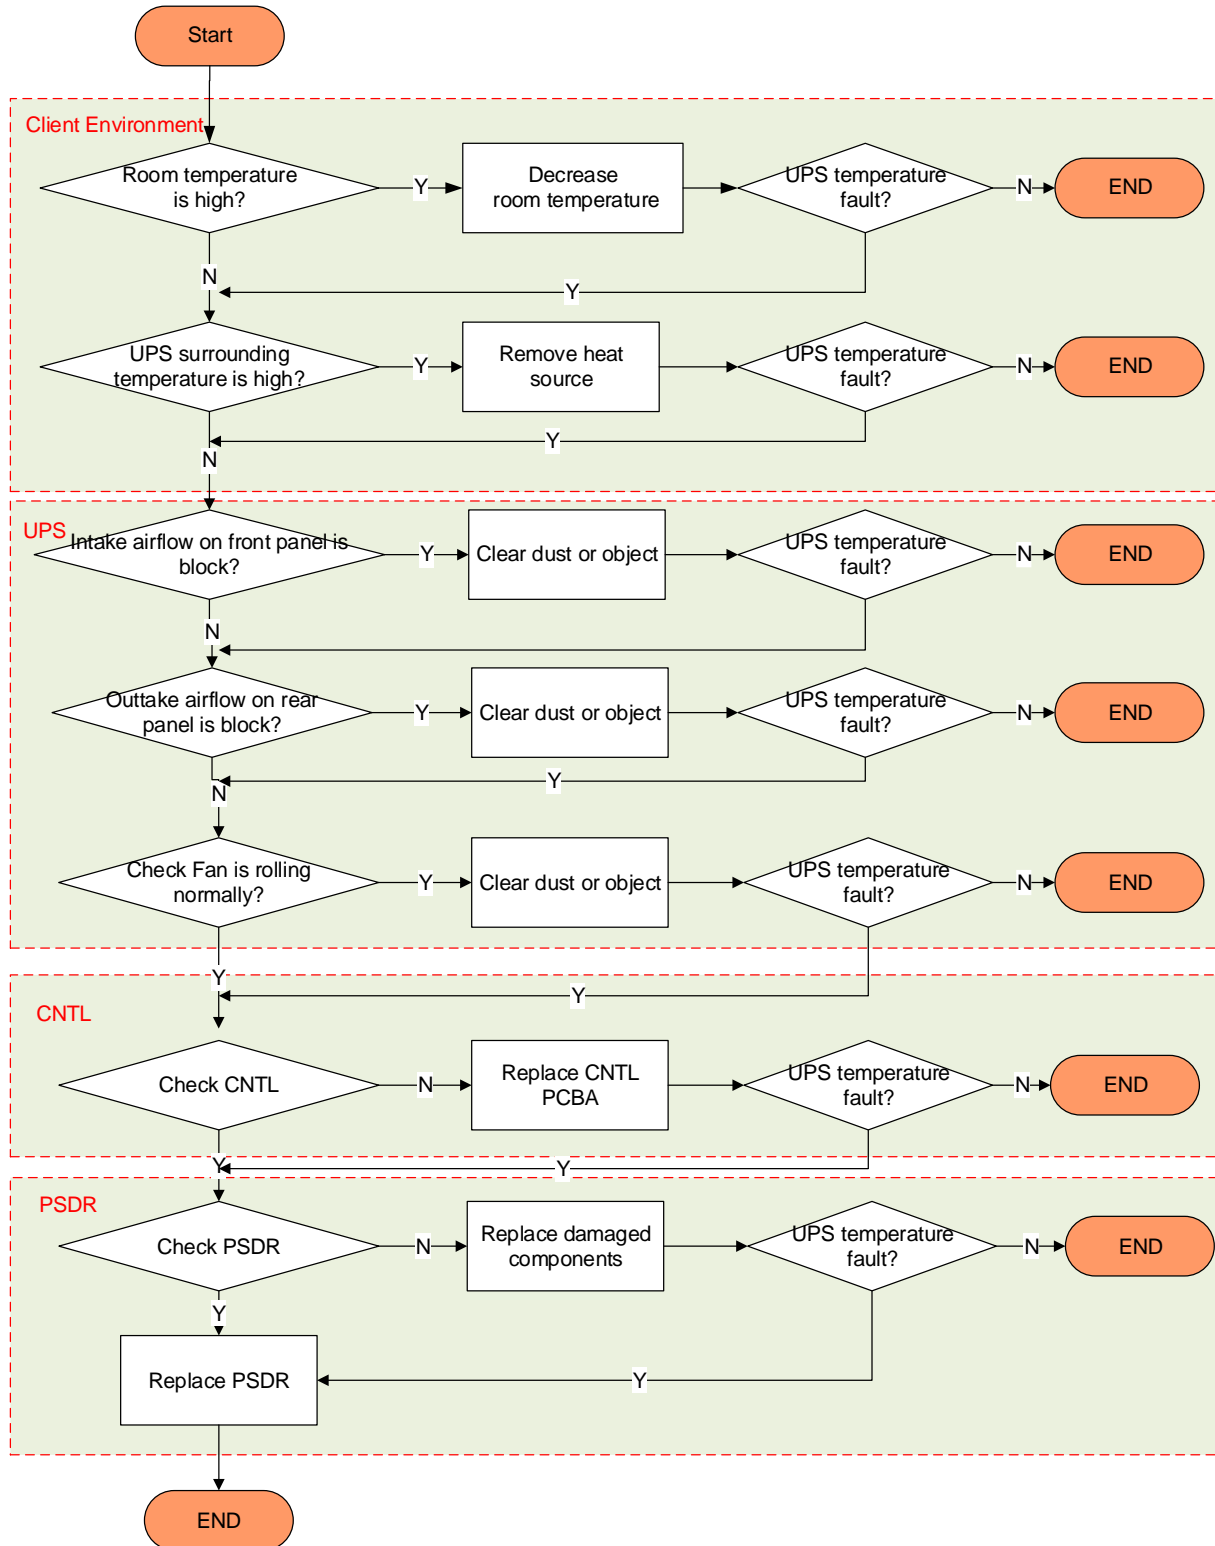 Start
Client Environment
Room temperature
is high?
Y
Decrease
room temperature
UPS temperature
fault?
N
END
N
Y
UPS surrounding
temperature is high?
Y
Remove heat
source
UPS temperature
fault?
N
END
Y
N
UPS
Intake airflow on front panel is
block?
Y
Clear dust or object
UPS temperature
fault?
N
END
N
Outtake airflow on rear
panel is block?
Y
Clear dust or object
UPS temperature
fault?
N
END
Y
N
Check Fan is rolling
normally?
Y
Clear dust or object
UPS temperature
fault?
N
END
Y
Y
CNTL
Check CNTL
N
Replace CNTL
PCBA
UPS temperature
fault?
N
END
Y
Y
PSDR
Check PSDR
N
Replace damaged
components
UPS temperature
fault?
N
END
Y
Replace PSDR
Y
END